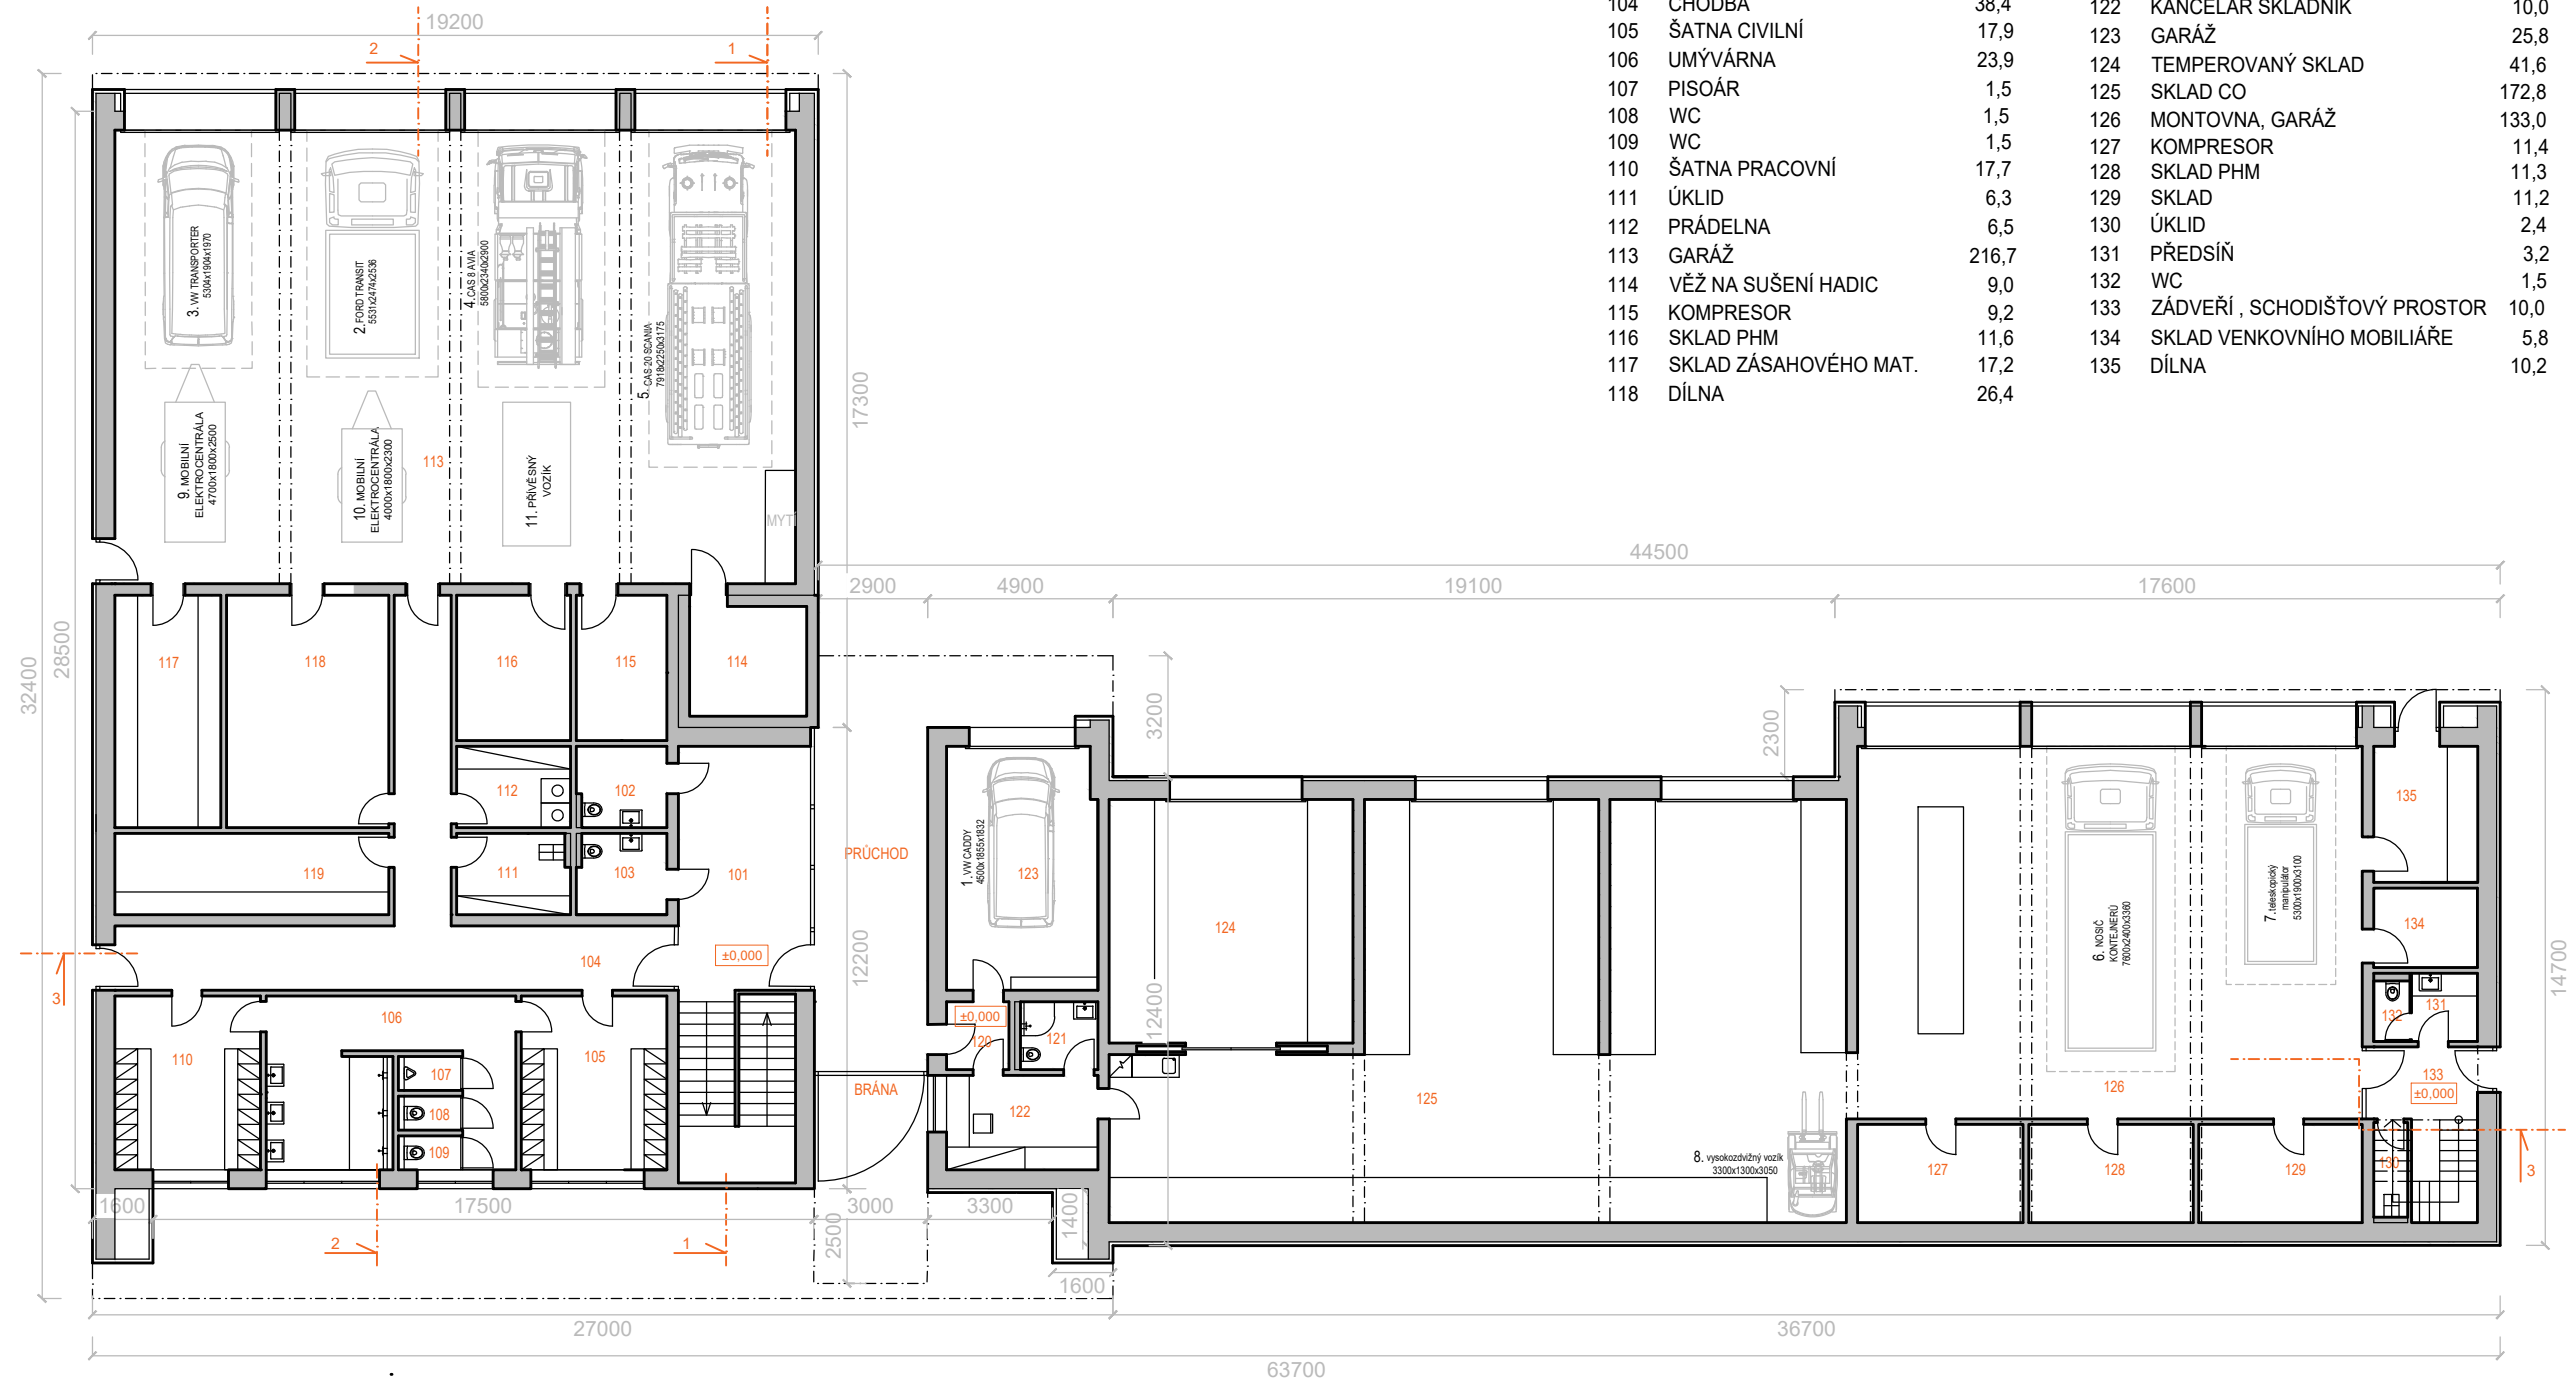 104 CHODBA 38,4
105 ŠATNA CIVILNÍ 17,9
106 UMÝVÁRNA 23,9
107 PISOÁR 1,5
108 WC 1,5
109 WC 1,5
110 ŠATNA PRACOVNÍ 17,7
111 ÚKLID 6,3
112 PRÁDELNA 6,5
113 GARÁŽ 216,7
114 VĚŽ NA SUŠENÍ HADIC 9,0
115 KOMPRESOR 9,2
116 SKLAD PHM 11,6
117 SKLAD ZÁSAHOVÉHO MAT. 17,2
118 DÍLNA 26,4
122 KANCELÁŘ SKLADNÍK 10,0
123 GARÁŽ 25,8
124 TEMPEROVANÝ SKLAD 41,6
125 SKLAD CO 172,8
126 MONTOVNA, GARÁŽ 133,0
127 KOMPRESOR 11,4
128 SKLAD PHM 11,3
129 SKLAD 11,2
130 ÚKLID 2,4
131 PŘEDSÍŇ 3,2
132 WC 1,5
133 ZÁDVEŘÍ , SCHODIŠŤOVÝ PROSTOR 10,0
134 SKLAD VENKOVNÍHO MOBILIÁŘE 5,8
135 DÍLNA 10,2
19200
2
1
3. VW TRANSPORTER
5304x1904x1970
2. FORD TRANSIT
5531x2474x2536
4. CAS 8 AVIA
5800x2340x2900
5. CAS 20 SCANIA
7918x2250x3175
9. MOBILNÍ
ELEKTROCENTRÁLA
4700x1800x2500
10. MOBILNÍ
ELEKTROCENTRÁLA
4000x1800x2300
113
11. PŘÍVĚSNÝ
VOZÍK
MYTÍ
17300
32400
28500
44500
2900
4900
19100
17600
117
118
116
115
114
3200
2300
112
102
119
111
103
101
PRŮCHOD
1. VW CADDY
4500x1855x1832
123
124
6. NOSIČ
KONTEJNERŮ
7600x2400x3360
7. teleskopický
manipulátor
5300x1900x3100
135
134
14700
104
±0,000
12200
3
110
106
105
107
108
109
±0,000
120
121
12400
131
132
BRÁNA
122
125
126
133
±0,000
8. vysokozdvižný vozík
3300x1300x3050
127
128
129
130
3
1600
17500
3000
3300
1400
2500
2
1
1600
27000
36700
63700